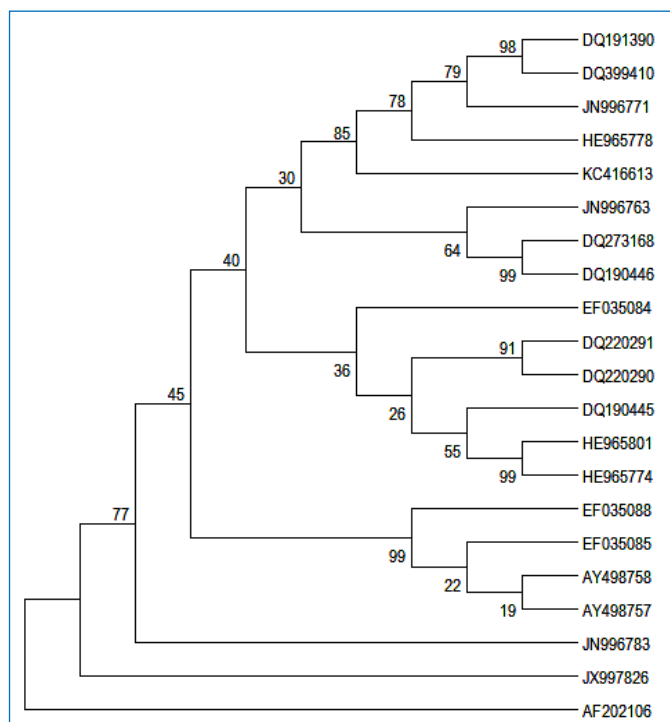 DQ191390
98
DQ399410
79
JN996771
78
HE965778
85
KC416613
30
JN996763
DQ273168
64
DQ190446
99
40
EF035084
DQ220291
91
36
DQ220290
DQ190445
26
45
HE965801
55
HE965774
99
EF035088
77
EF035085
99
AY498758
22
AY498757
19
JN996783
JX997826
AF202106